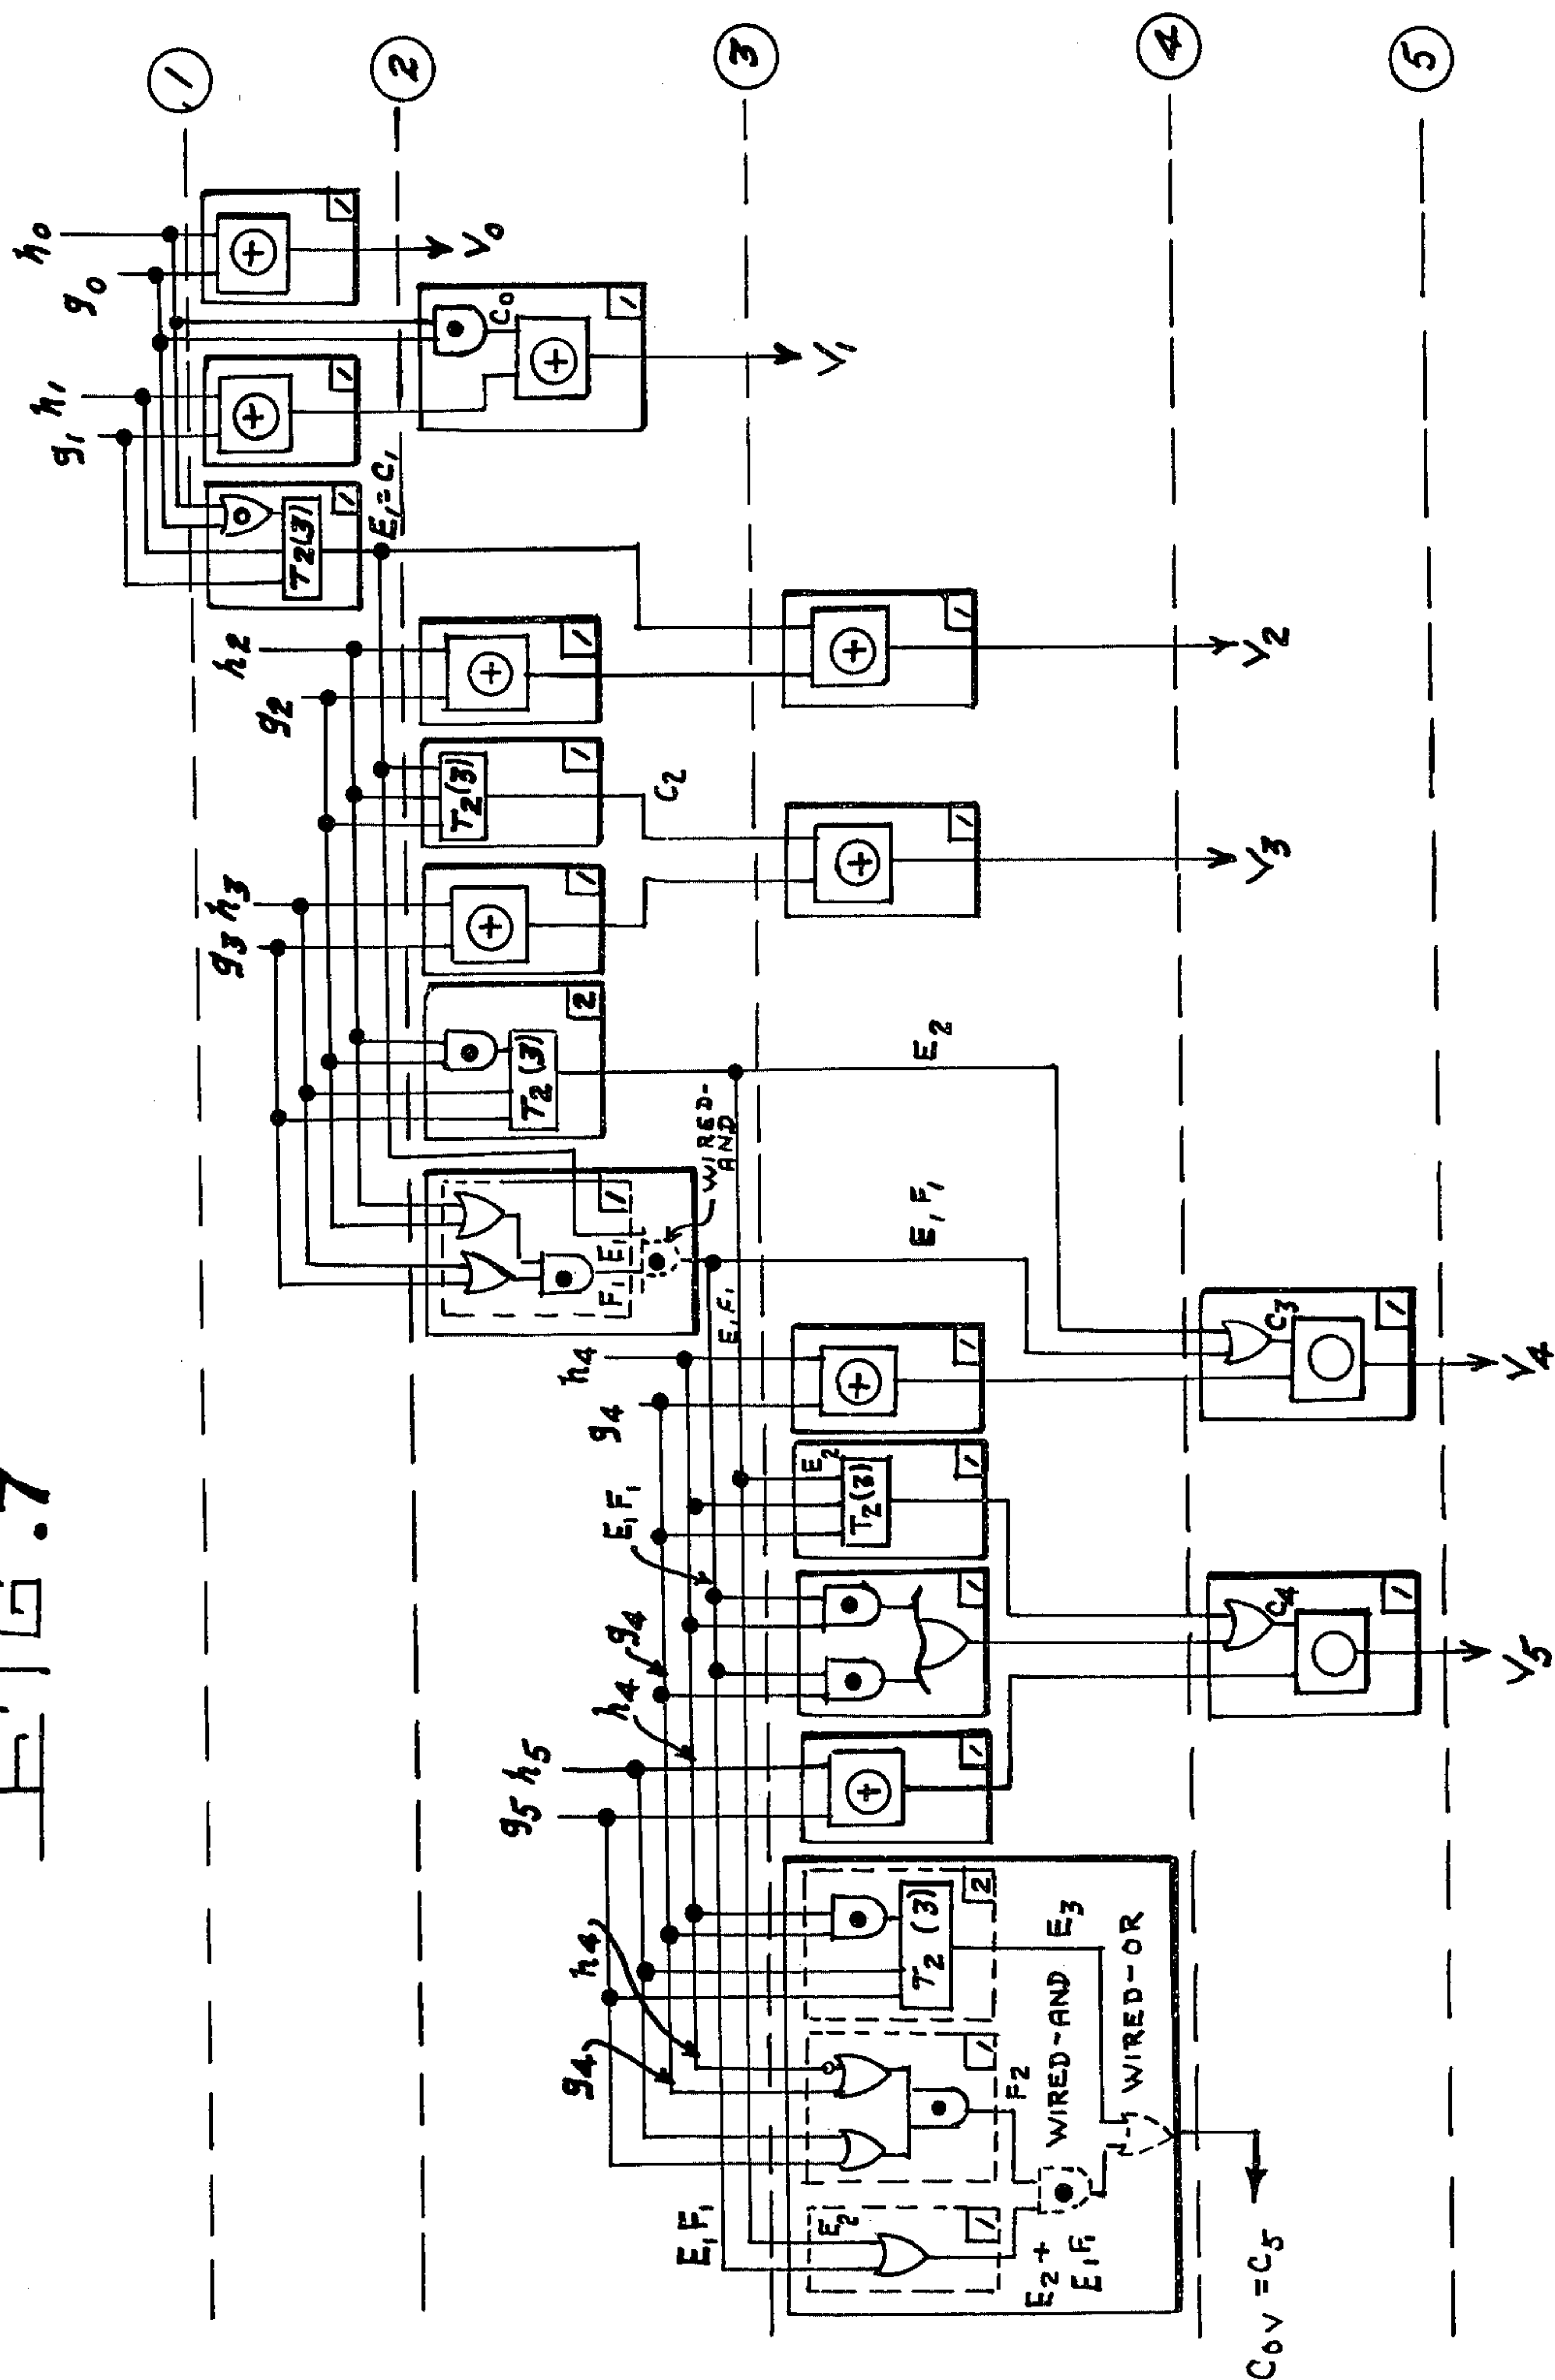 FIG. 7
1
2
3
4
5
h0
g0
h1
g1
/
/
T2(3)
/
E1=C1
V0
C0
/
V1
h2
g2
/
T2(3)
/
C2
/
V2
g3 h3
/
/
V3
T2(3)
2
E2
WIRED-
AND
/
F1 E1
E1F1
E1F1
h4
g4
/
E1F1
E2
T2(3)
/
C3
/
V4
h4
g4
/
C4
/
V5
g5 h5
/
g4
h4
T2(3)
2
E3
/
F2
WIRED-AND
WIRED-OR
E1F1
E2
/
E2+
E1F1
COV=C5